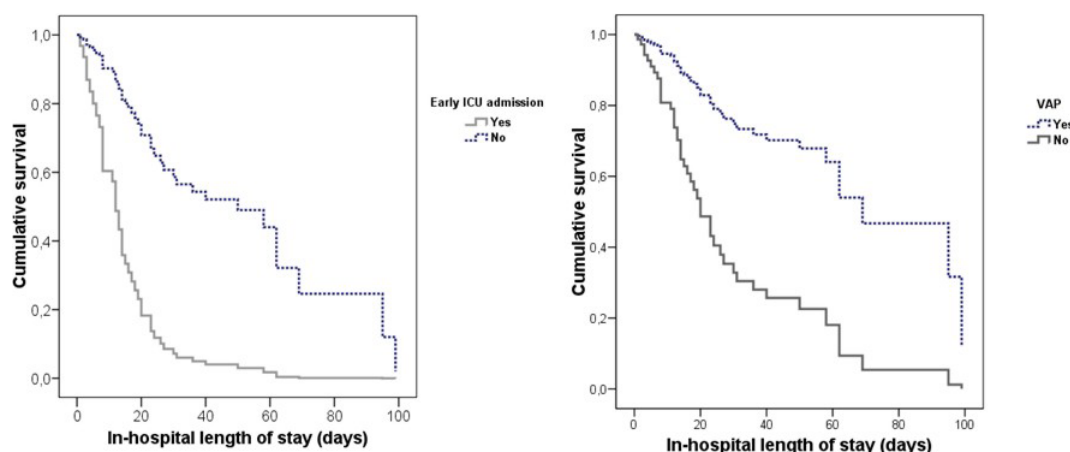 1,0
0,8
0,6
0,4
0,2
0,0
Cumulative survival
0 20 40 60 80 100
In-hospital length of stay (days)
Early ICU admission
Yes
No
1,0
0,8
0,6
0,4
0,2
0,0
Cumulative survival
0 20 40 60 80 100
In-hospital length of stay (days)
VAP
Yes
No